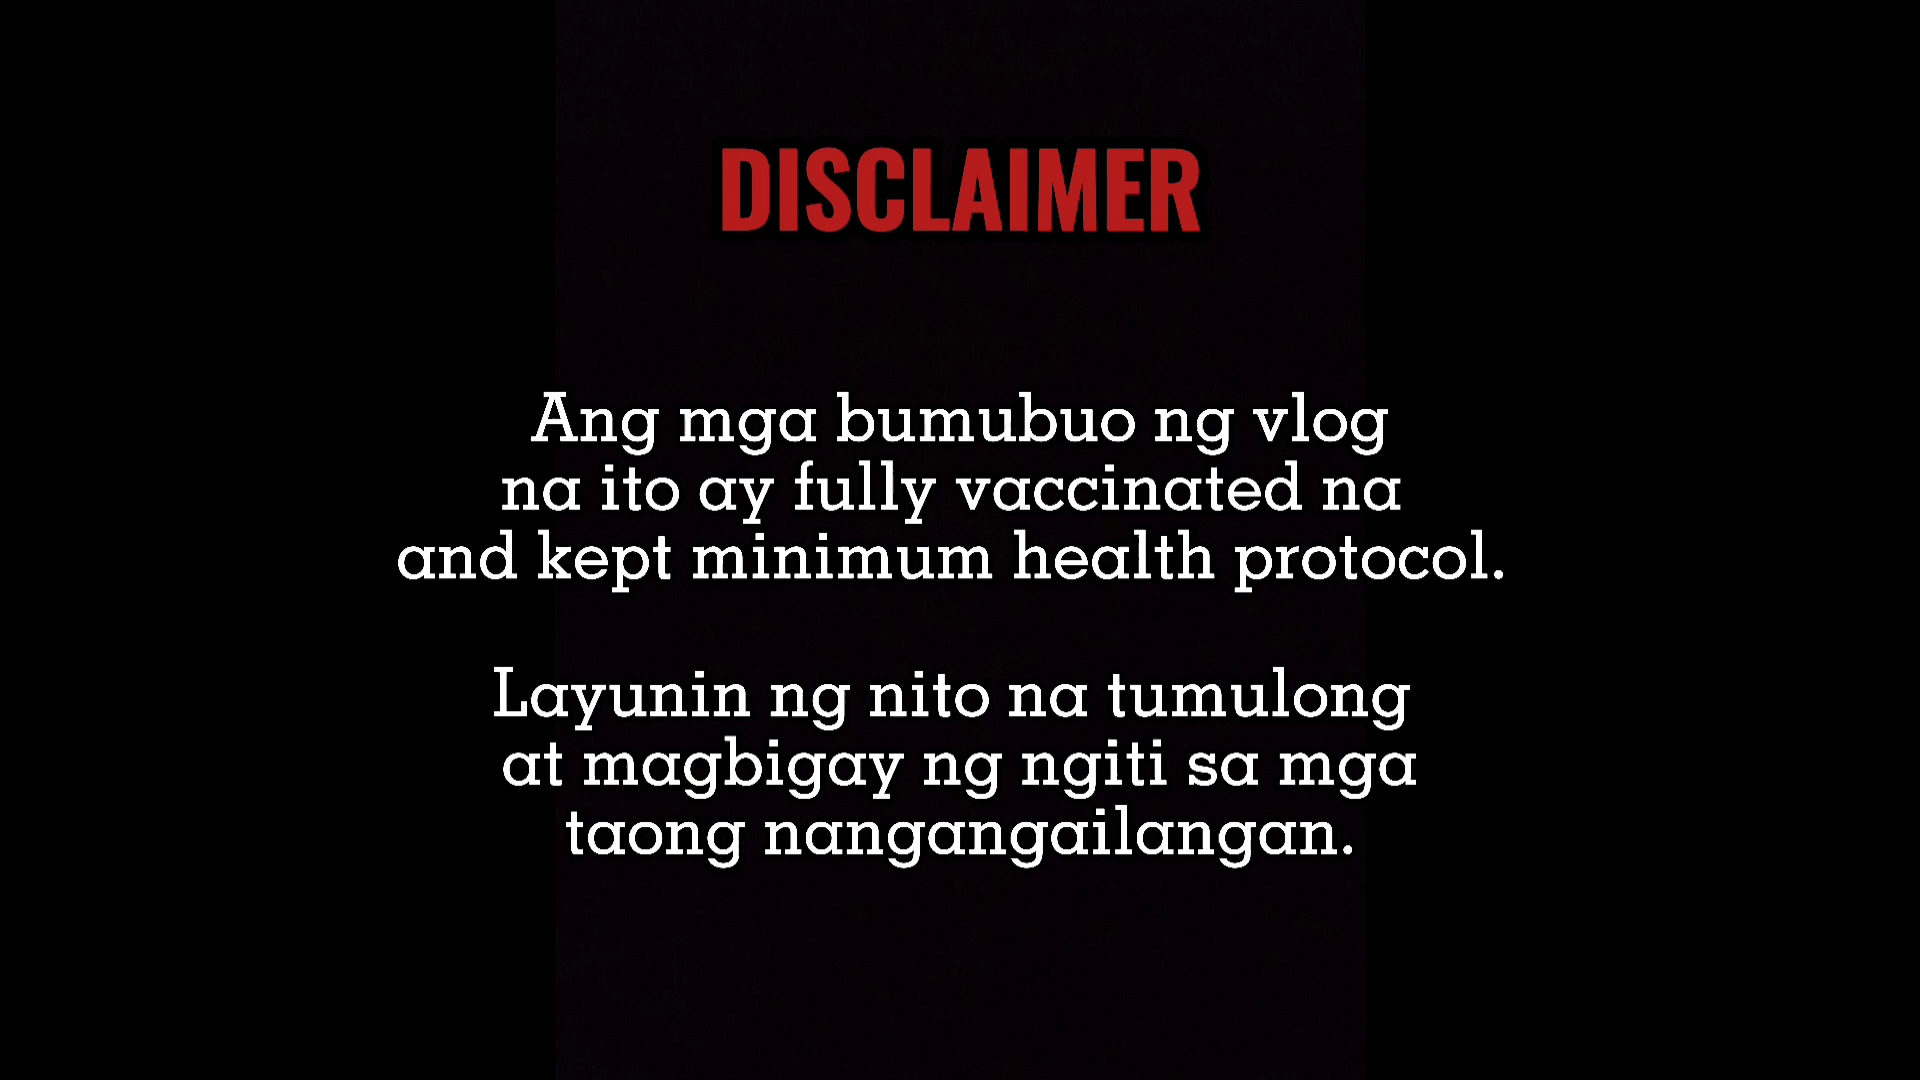 DISCLAIMER
Ang mga bumubuo ng vlog
na ito ay fully vaccinated na
and kept minimum health protocol.
Layunin ng nito na tumulong
at magbigay ng ngiti sa mga
taong nangangailangan.